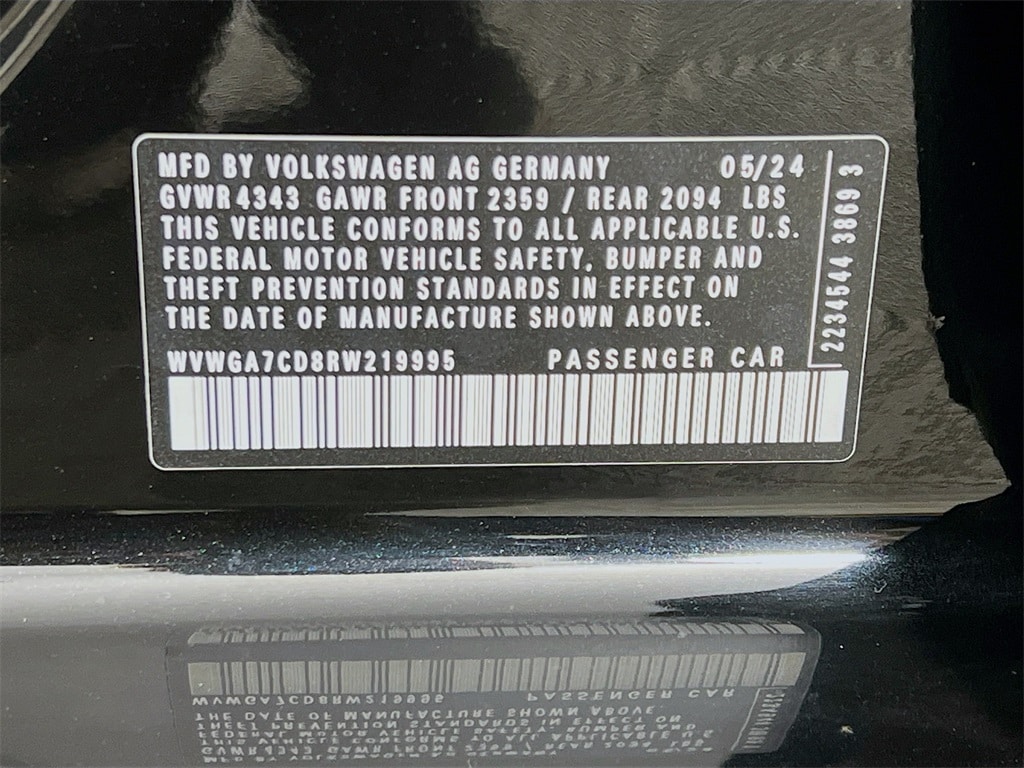 MFD BY VOLKSWAGEN AG GERMANY 05/24
GVWR 4343 GAWR FRONT 2359 / REAR 2094 LBS
THIS VEHICLE CONFORMS TO ALL APPLICABLE U.S.
FEDERAL MOTOR VEHICLE SAFETY, BUMPER AND
THEFT PREVENTION STANDARDS IN EFFECT ON
THE DATE OF MANUFACTURE SHOWN ABOVE.
WVWGA7CD8RW219995 PASSENGER CAR
2234544 3869 3